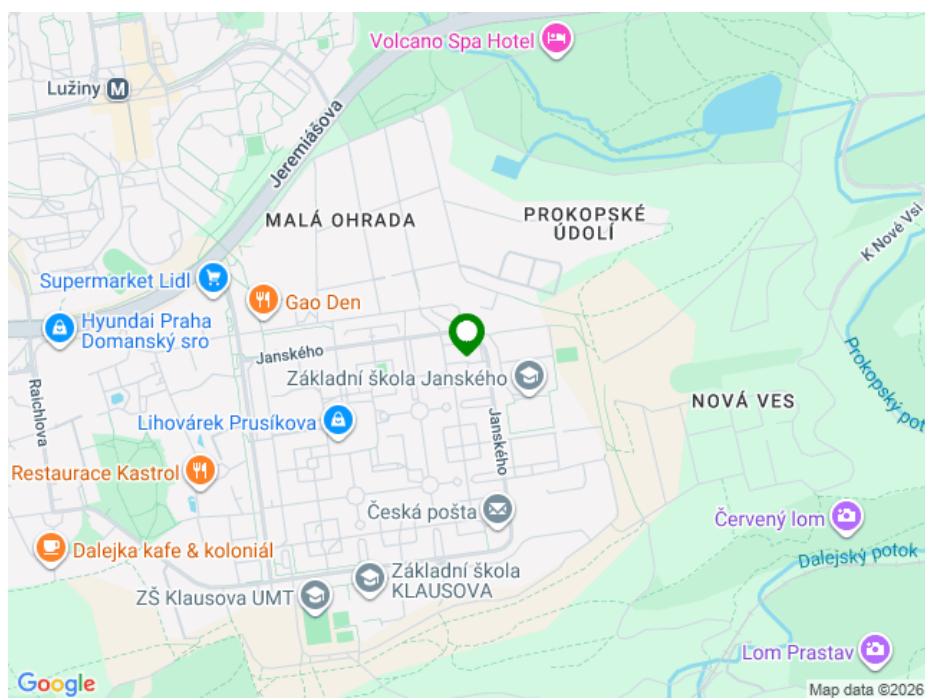 Volcano Spa Hotel
Lužiny M
Jeremiášova
MALÁ OHRADA
PROKOPSKÉ
ÚDOLÍ
K Nové Vsi
Supermarket Lidl
Gao Den
Hyundai Praha
Domanský sro
Janského
Základní škola Janského
Prokopský pot
Raichlova
NOVÁ VES
Lihovárek Prusíkova
Janského
Restaurace Kastrol
Česká pošta
Červený lom
Dalejka kafe & koloniál
Dalejský potok
Základní škola
KLAUSOVA
ZŠ Klausova UMT
Lom Prastav
Google
Map data ©2026